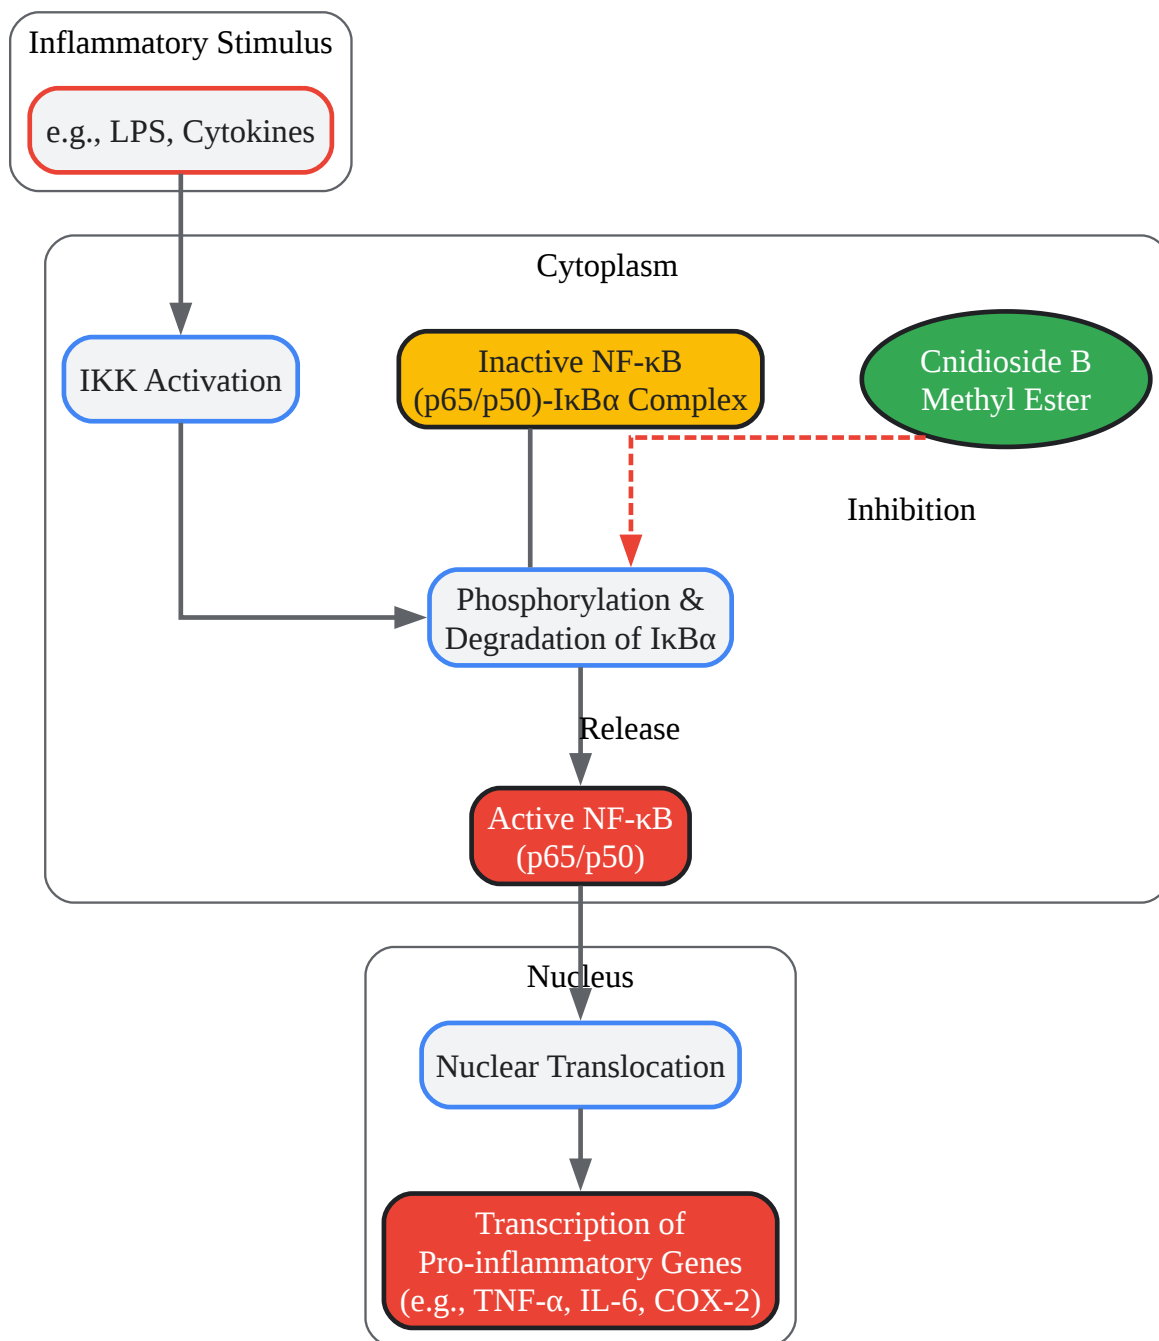 Inflammatory Stimulus
e.g., LPS, Cytokines
Cytoplasm
IKK Activation
Inactive NF-κB
(p65/p50)-IκBα Complex
Cnidioside B
Methyl Ester
Inhibition
Phosphorylation &
Degradation of IκBα
Release
Active NF-κB
(p65/p50)
Nucleus
Nuclear Translocation
Transcription of
Pro-inflammatory Genes
(e.g., TNF-α, IL-6, COX-2)